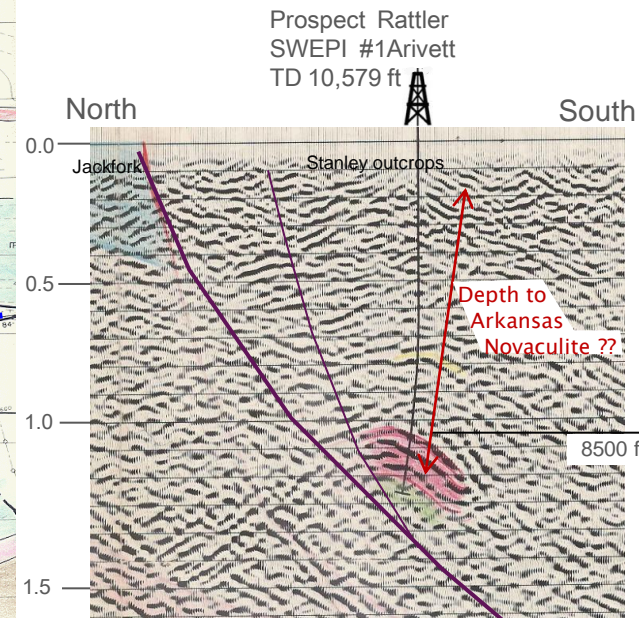 Prospect Rattler
SWEPI #1Arivett
TD 10,579 ft
North
South
0.0
Jackfork
Stanley outcrops
0.5
Depth to
Arkansas
Novaculite ??
1.0
8500 f
1.5